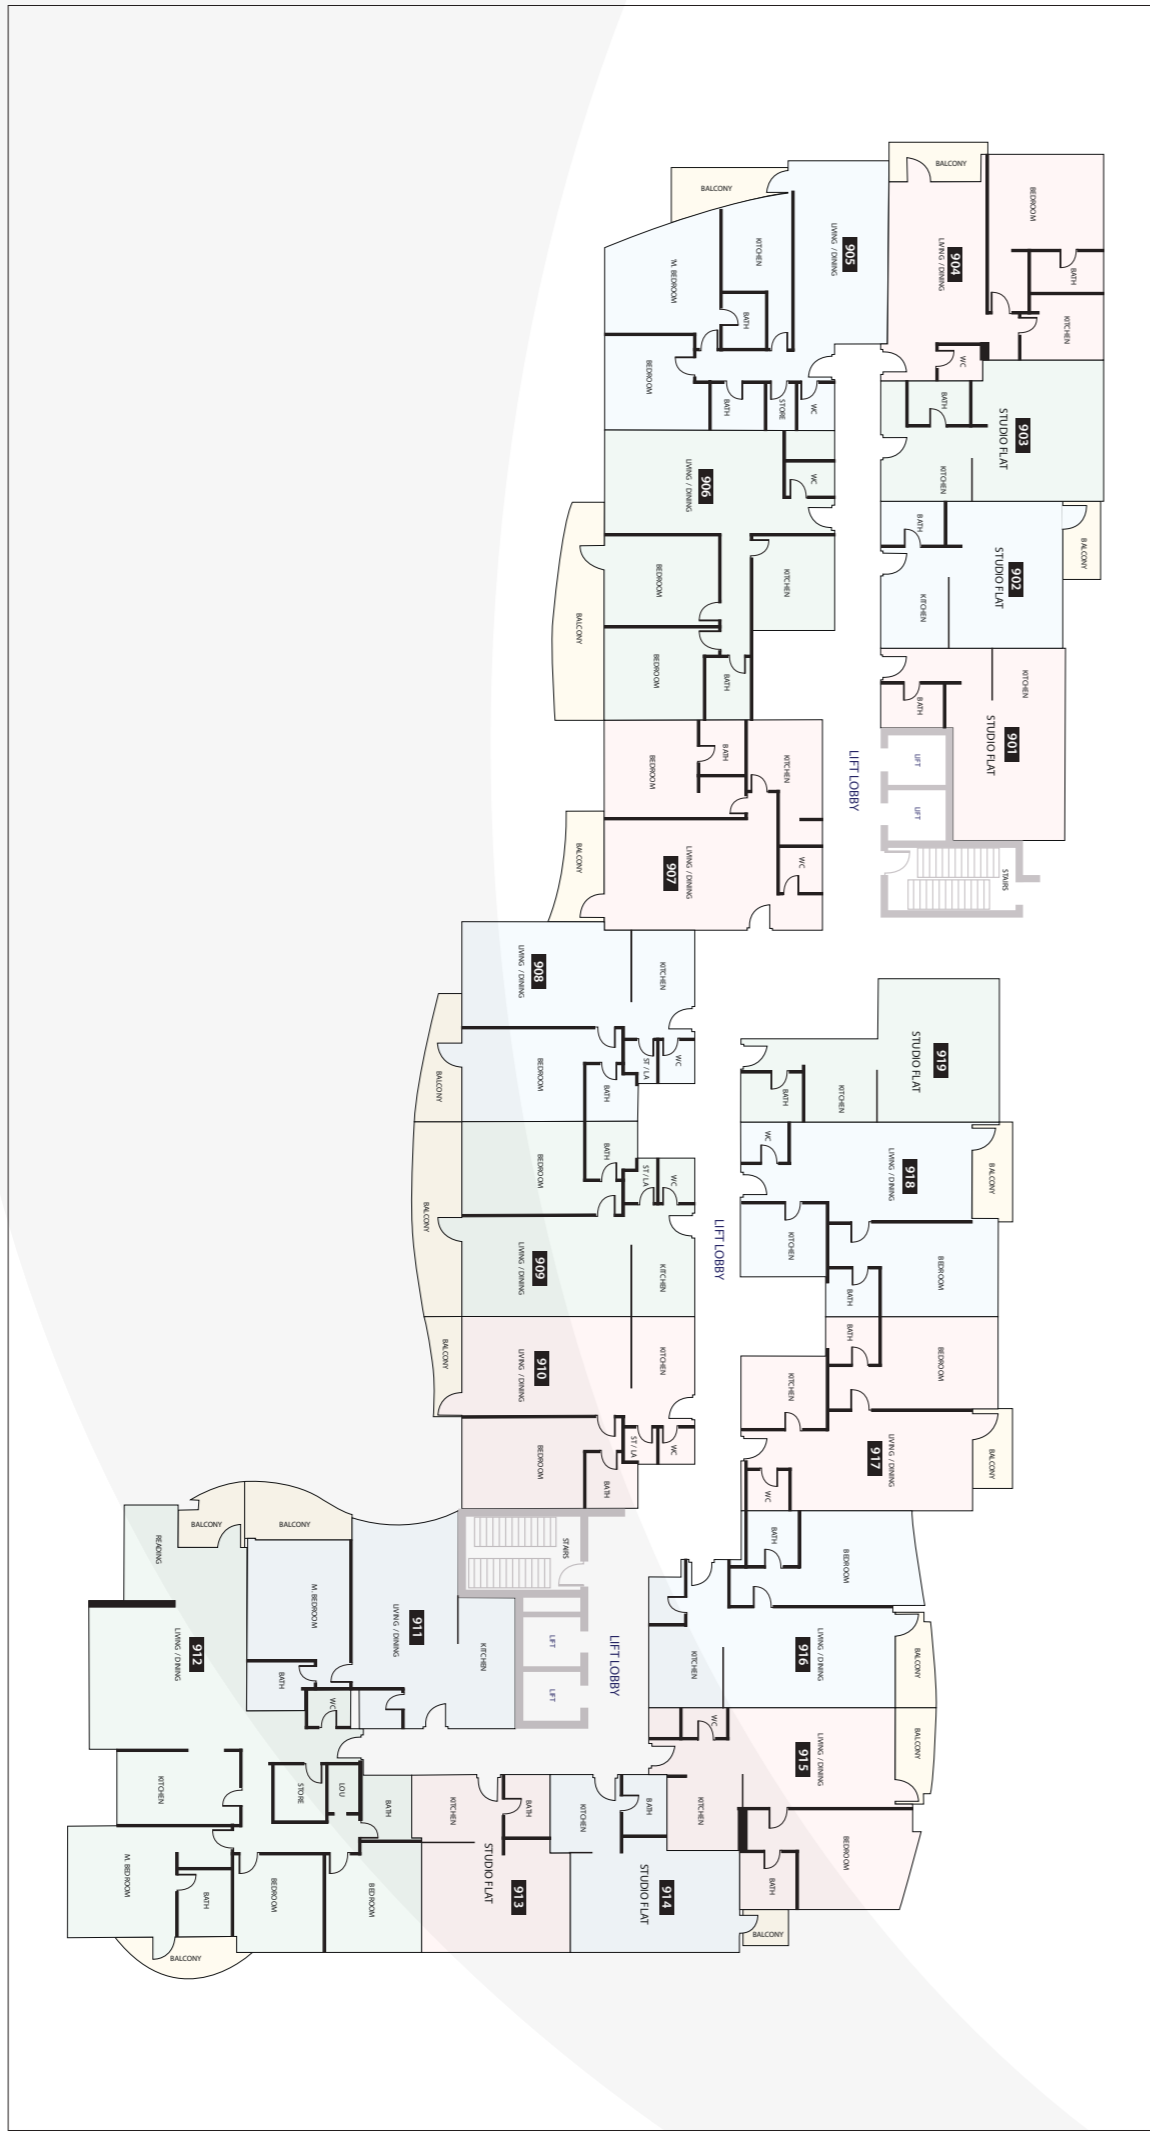 BALCONY
BEDROOM
904
LIVING / DINING
BATH
KITCHEN
WC
BALCONY
905
LIVING / DINING
KITCHEN
M. BEDROOM
BATH
BEDROOM
BATH
STORE
WC
903
STUDIO FLAT
BATH
KITCHEN
906
LIVING / DINING
WC
BEDROOM
KITCHEN
BALCONY
BEDROOM
BATH
902
STUDIO FLAT
BATH
KITCHEN
BALCONY
901
STUDIO FLAT
KITCHEN
BATH
LIFT
LIFT
STAIRS
LIFT LOBBY
BEDROOM
BATH
KITCHEN
907
LIVING / DINING
WC
BALCONY
908
LIVING / DINING
KITCHEN
BEDROOM
BATH
ST / LA
WC
BALCONY
919
STUDIO FLAT
KITCHEN
BATH
909
LIVING / DINING
KITCHEN
BEDROOM
BATH
ST / LA
WC
BALCONY
918
LIVING / DINING
WC
BALCONY
KITCHEN
BEDROOM
BATH
LIFT LOBBY
910
LIVING / DINING
KITCHEN
BALCONY
BEDROOM
BATH
ST / LA
WC
BATH
BEDROOM
KITCHEN
917
LIVING / DINING
WC
BALCONY
BATH
BEDROOM
916
LIVING / DINING
KITCHEN
BALCONY
STAIRS
LIFT
LIFT
LIFT LOBBY
BALCONY
M. BEDROOM
911
LIVING / DINING
KITCHEN
BATH
BALCONY
READING
912
LIVING / DINING
WC
KITCHEN
STORE
LOU
BATH
M. BEDROOM
BATH
BEDROOM
BEDROOM
BALCONY
KITCHEN
BATH
913
STUDIO FLAT
KITCHEN
BATH
914
STUDIO FLAT
BALCONY
915
LIVING / DINING
WC
KITCHEN
BALCONY
BEDROOM
BATH